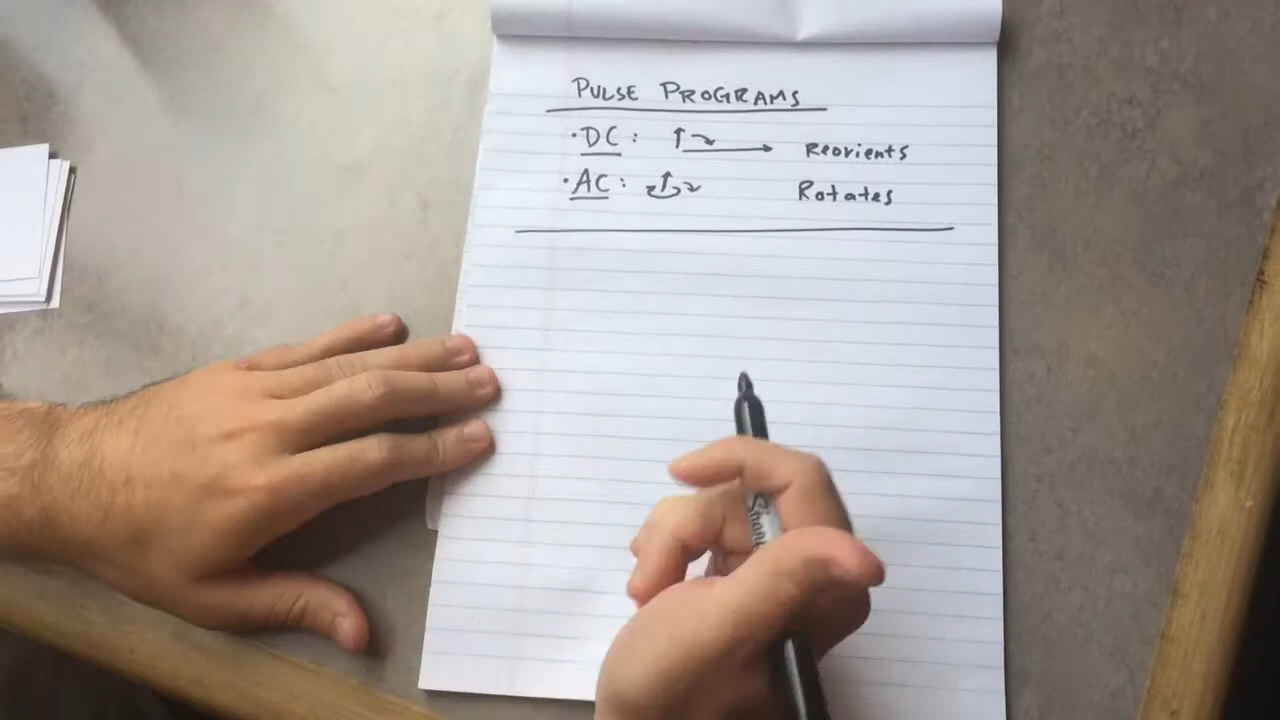 PULSE PROGRAMS
• DC: Reorients
• AC: Rotates